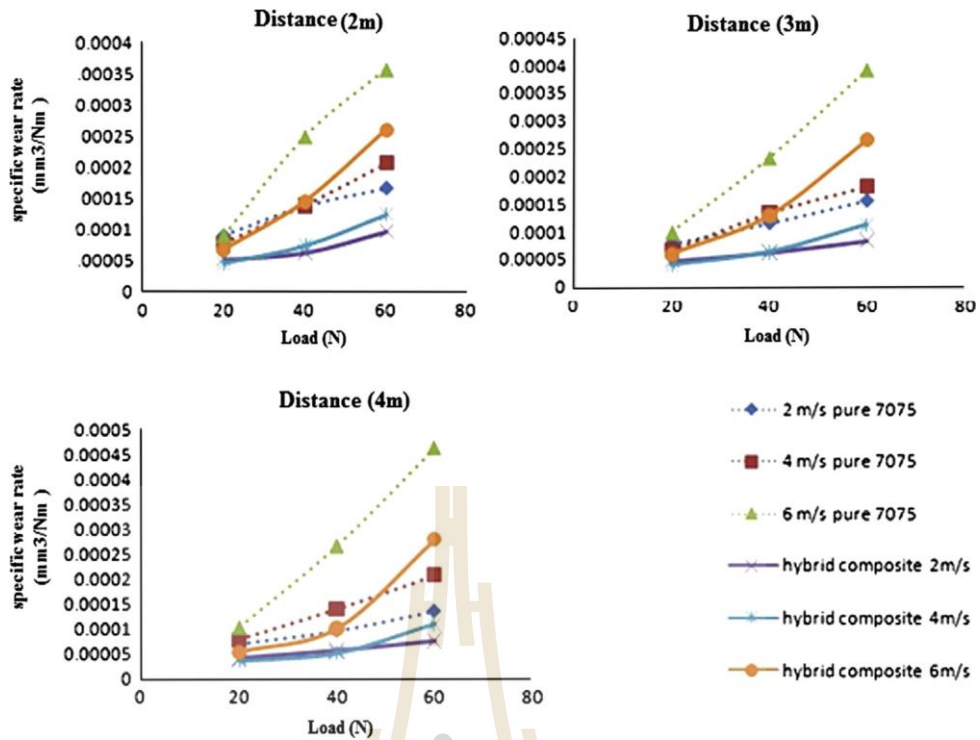 Distance (2m)
specific wear rate
(mm3/Nm )
0.0004
.00035
0.0003
00025
0.0002
.00015
0.0001
.00005
0
0
20
40
60
80
Load (N)
Distance (3m)
0.00045
0.0004
0.00035
0.0003
0.00025
0.0002
0.00015
0.0001
0.00005
0
0
20
40
60
80
Load (N)
Distance (4m)
specific wear rate
(mm3/Nm )
0.0005
0.00045
0.0004
0.00035
0.0003
0.00025
0.0002
0.00015
0.0001
0.00005
0
0
20
40
60
80
Load (N)
2 m/s pure 7075
4 m/s pure 7075
6 m/s pure 7075
hybrid composite 2m/s
hybrid composite 4m/s
hybrid composite 6m/s